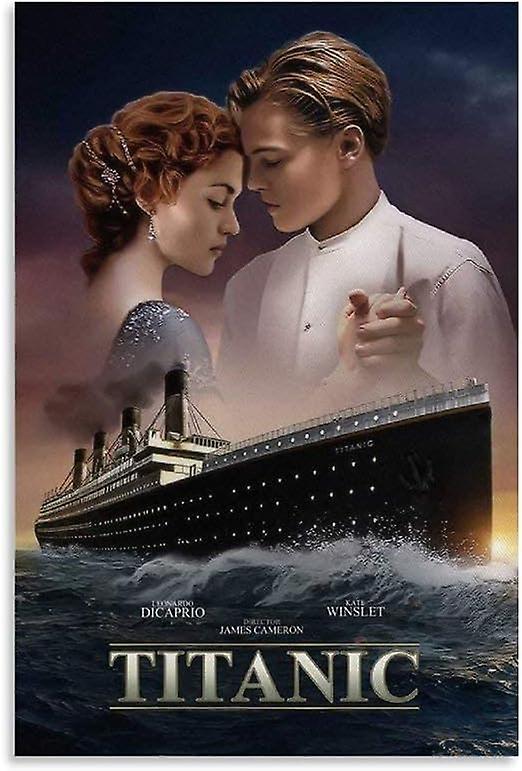 TITANIC
LEONARDO KATE
DICAPRIO WINSLET
DIRECTOR
JAMES CAMERON
TITANIC